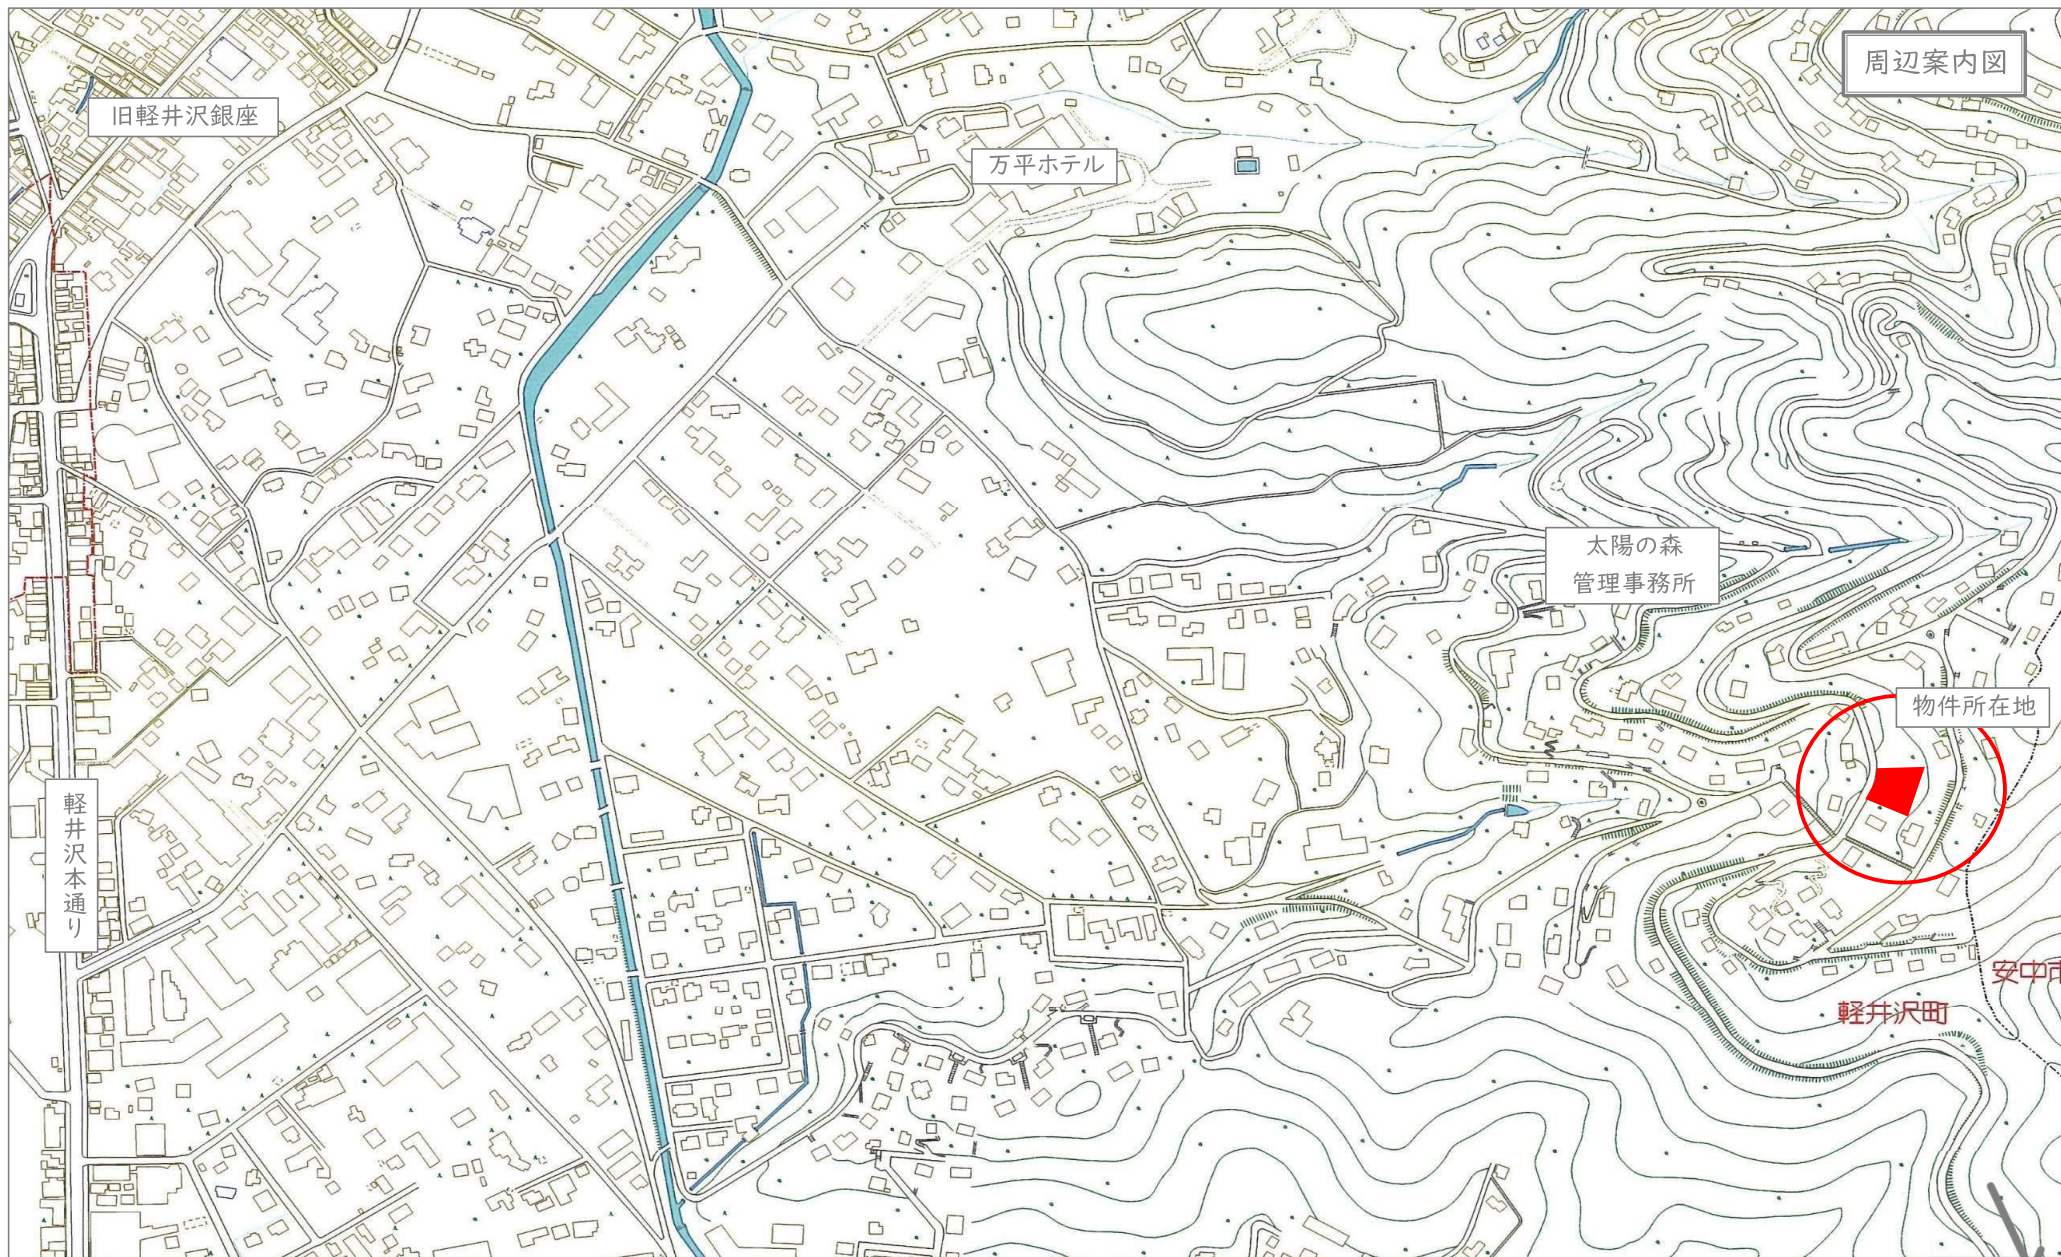 周辺案内図
旧軽井沢銀座
万平ホテル
太陽の森
管理事務所
物件所在地
軽井沢本通り
安中市
軽井沢町